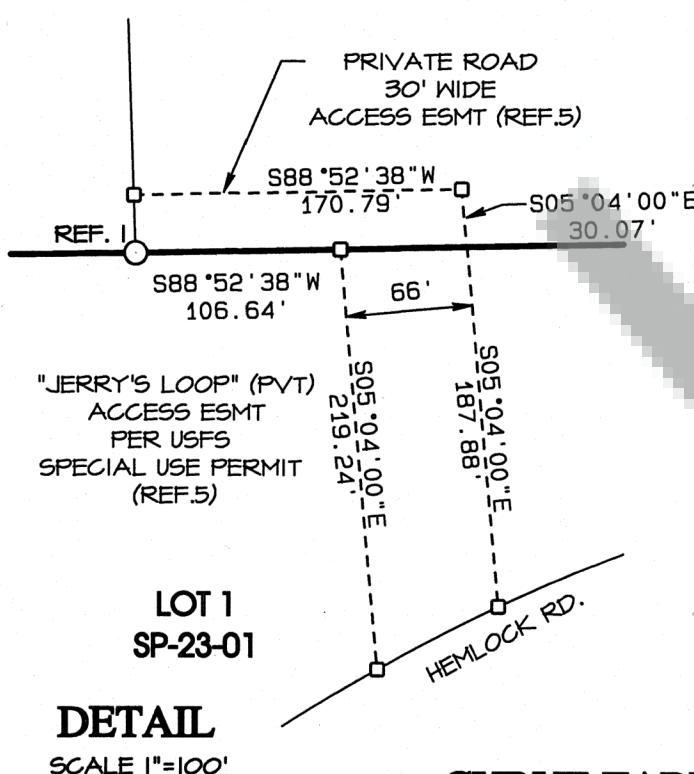 PRIVATE ROAD
30' WIDE
ACCESS ESMT (REF.5)
S88°52'38"W
170.79'
S05°04'00"E
30.07'
REF. 1
S88°52'38"W
106.64'
66'
"JERRY'S LOOP" (PVT)
ACCESS ESMT
PER USFS
SPECIAL USE PERMIT
(REF.5)
S05°04'00"E
219.24'
S05°04'00"E
187.88'
LOT 1
SP-23-01
HEMLOCK RD.
DETAIL
SCALE 1"=100'